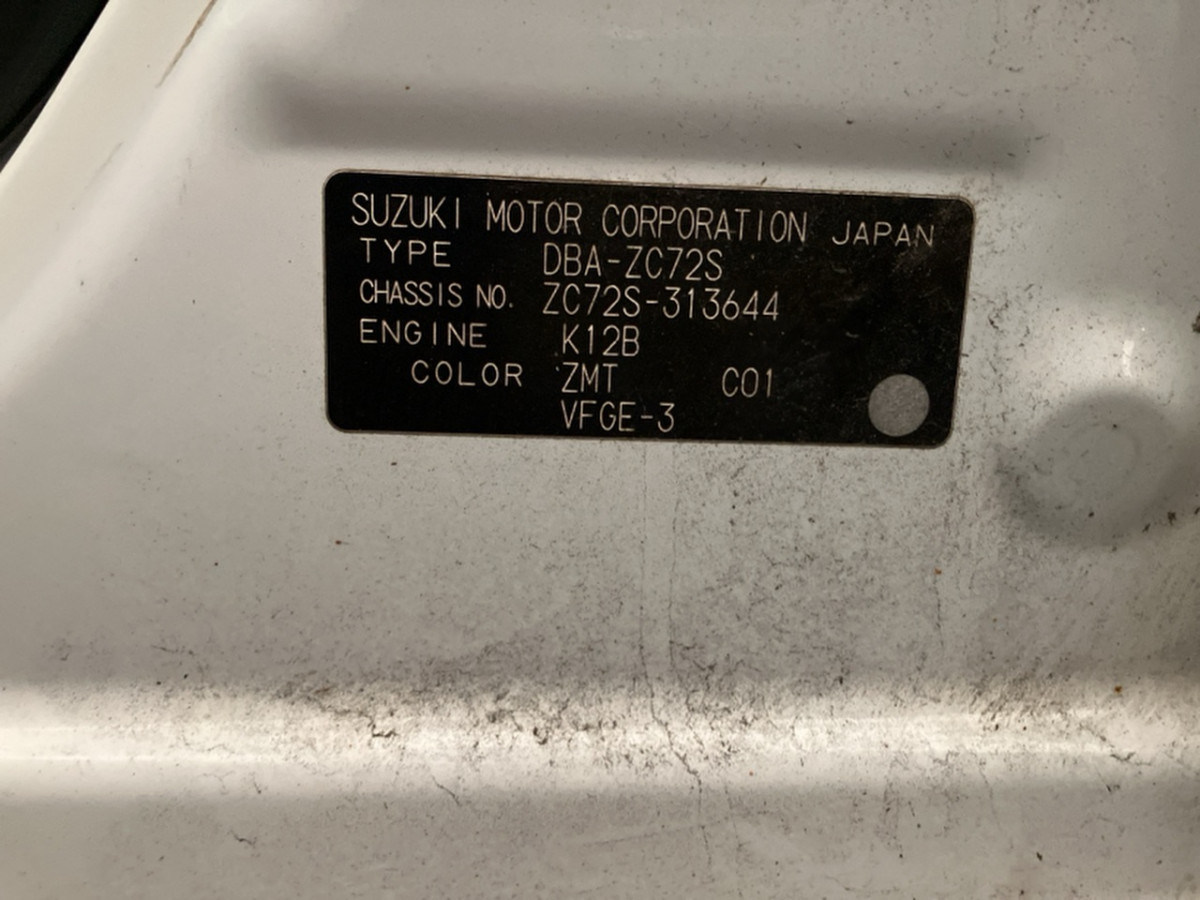 SUZUKI MOTOR CORPORATION JAPAN
TYPE DBA-ZC72S
CHASSIS NO. ZC72S-313644
ENGINE K12B
COLOR ZMT C01
VFGE-3